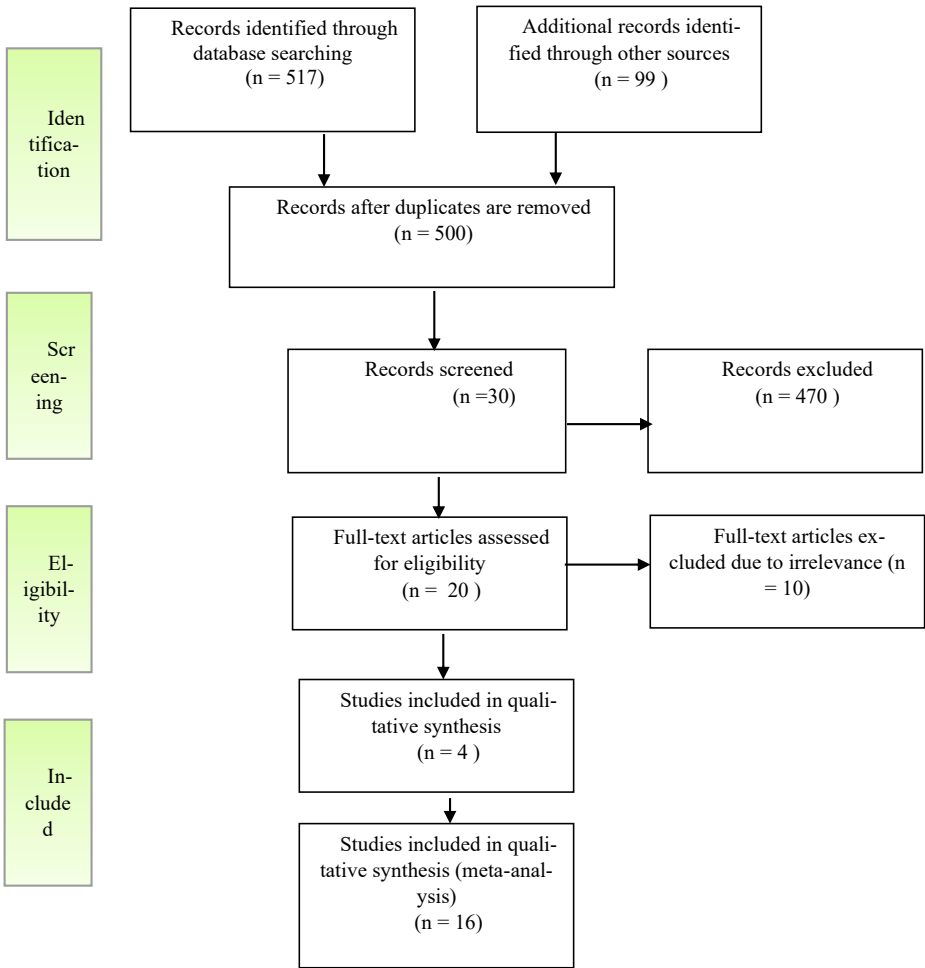 Records identified through
database searching
(n = 517)
Additional records identi-
fied through other sources
(n = 99 )
Iden
tifica-
tion
Records after duplicates are removed
(n = 500)
Scr
een-
ing
Records screened
(n =30)
Records excluded
(n = 470 )
El-
igibil-
ity
Full-text articles assessed
for eligibility
(n =  20 )
Full-text articles ex-
cluded due to irrelevance (n
= 10)
In-
clude
d
Studies included in quali-
tative synthesis
(n = 4 )
Studies included in quali-
tative synthesis (meta-anal-
ysis)
(n = 16)